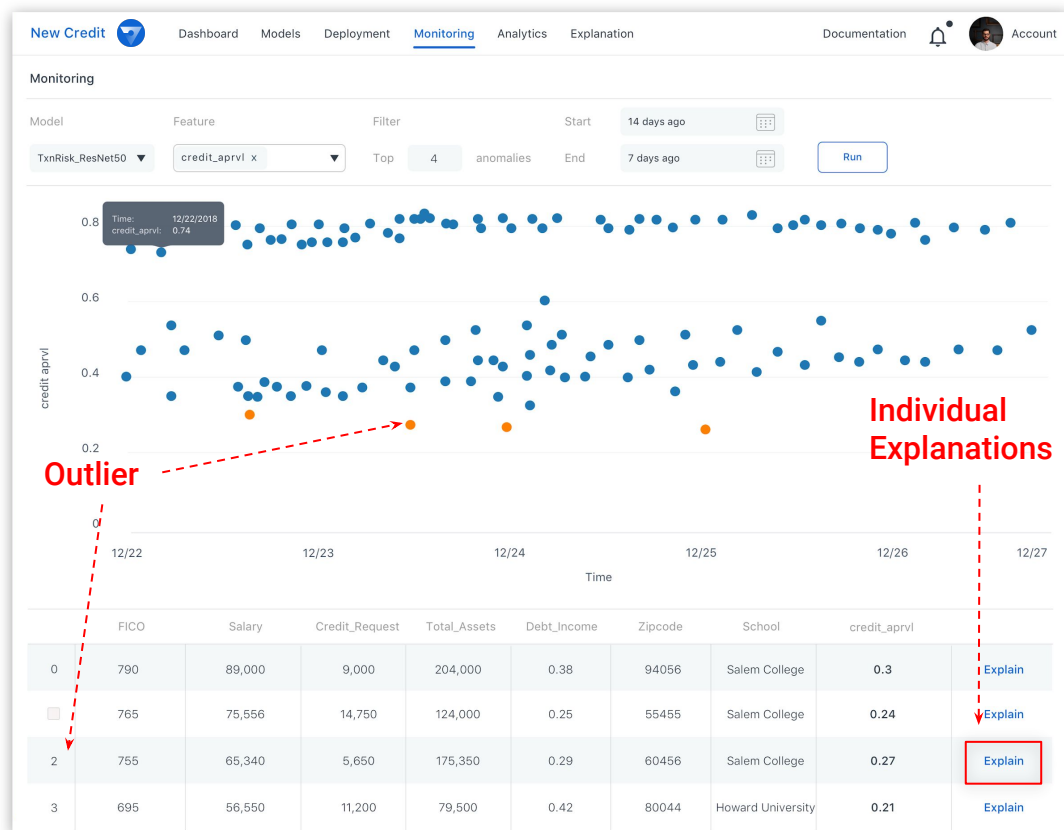 New Credit Dashboard Models Deployment Monitoring Analytics Explanation Documentation Account
Monitoring
Model Feature Filter Start 14 days ago
TxnRisk_ResNet50 credit_aprvl x Top 4 anomalies End 7 days ago Run
0.8
Time: 12/22/2018
credit_aprvl: 0.74
0.6
0.4
0.2
0
credit aprvl
Individual
Explanations
Outlier
12/22 12/23 12/24 12/25 12/26 12/27
Time
FICO Salary Credit_Request Total_Assets Debt_Income Zipcode School credit_aprvl
0 790 89,000 9,000 204,000 0.38 94056 Salem College 0.3 Explain
765 75,556 14,750 124,000 0.25 55455 Salem College 0.24 Explain
2 755 65,340 5,650 175,350 0.29 60456 Salem College 0.27 Explain
3 695 56,550 11,200 79,500 0.42 80044 Howard University 0.21 Explain